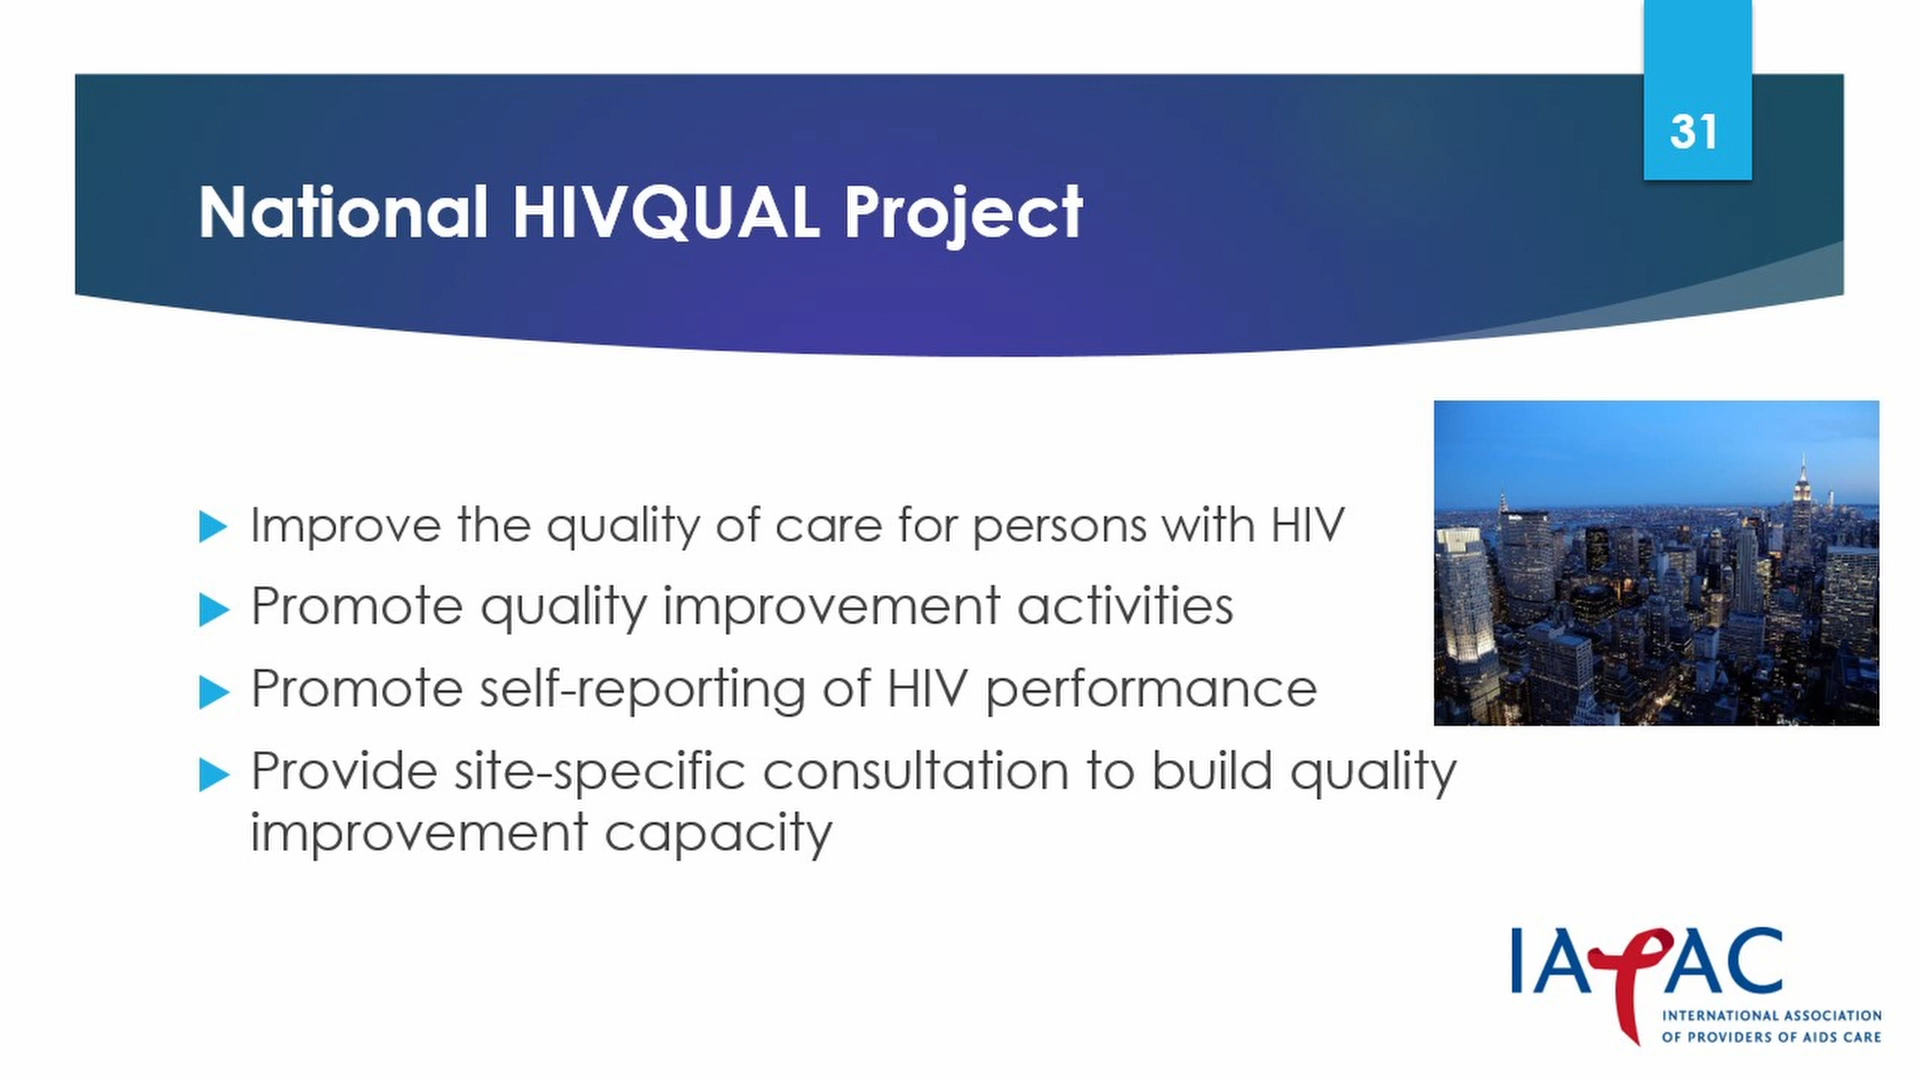 31
National HIVQUAL Project
Improve the quality of care for persons with HIV
Promote quality improvement activities
Promote self-reporting of HIV performance
Provide site-specific consultation to build quality
improvement capacity
IAPAC
INTERNATIONAL ASSOCIATION
OF PROVIDERS OF AIDS CARE